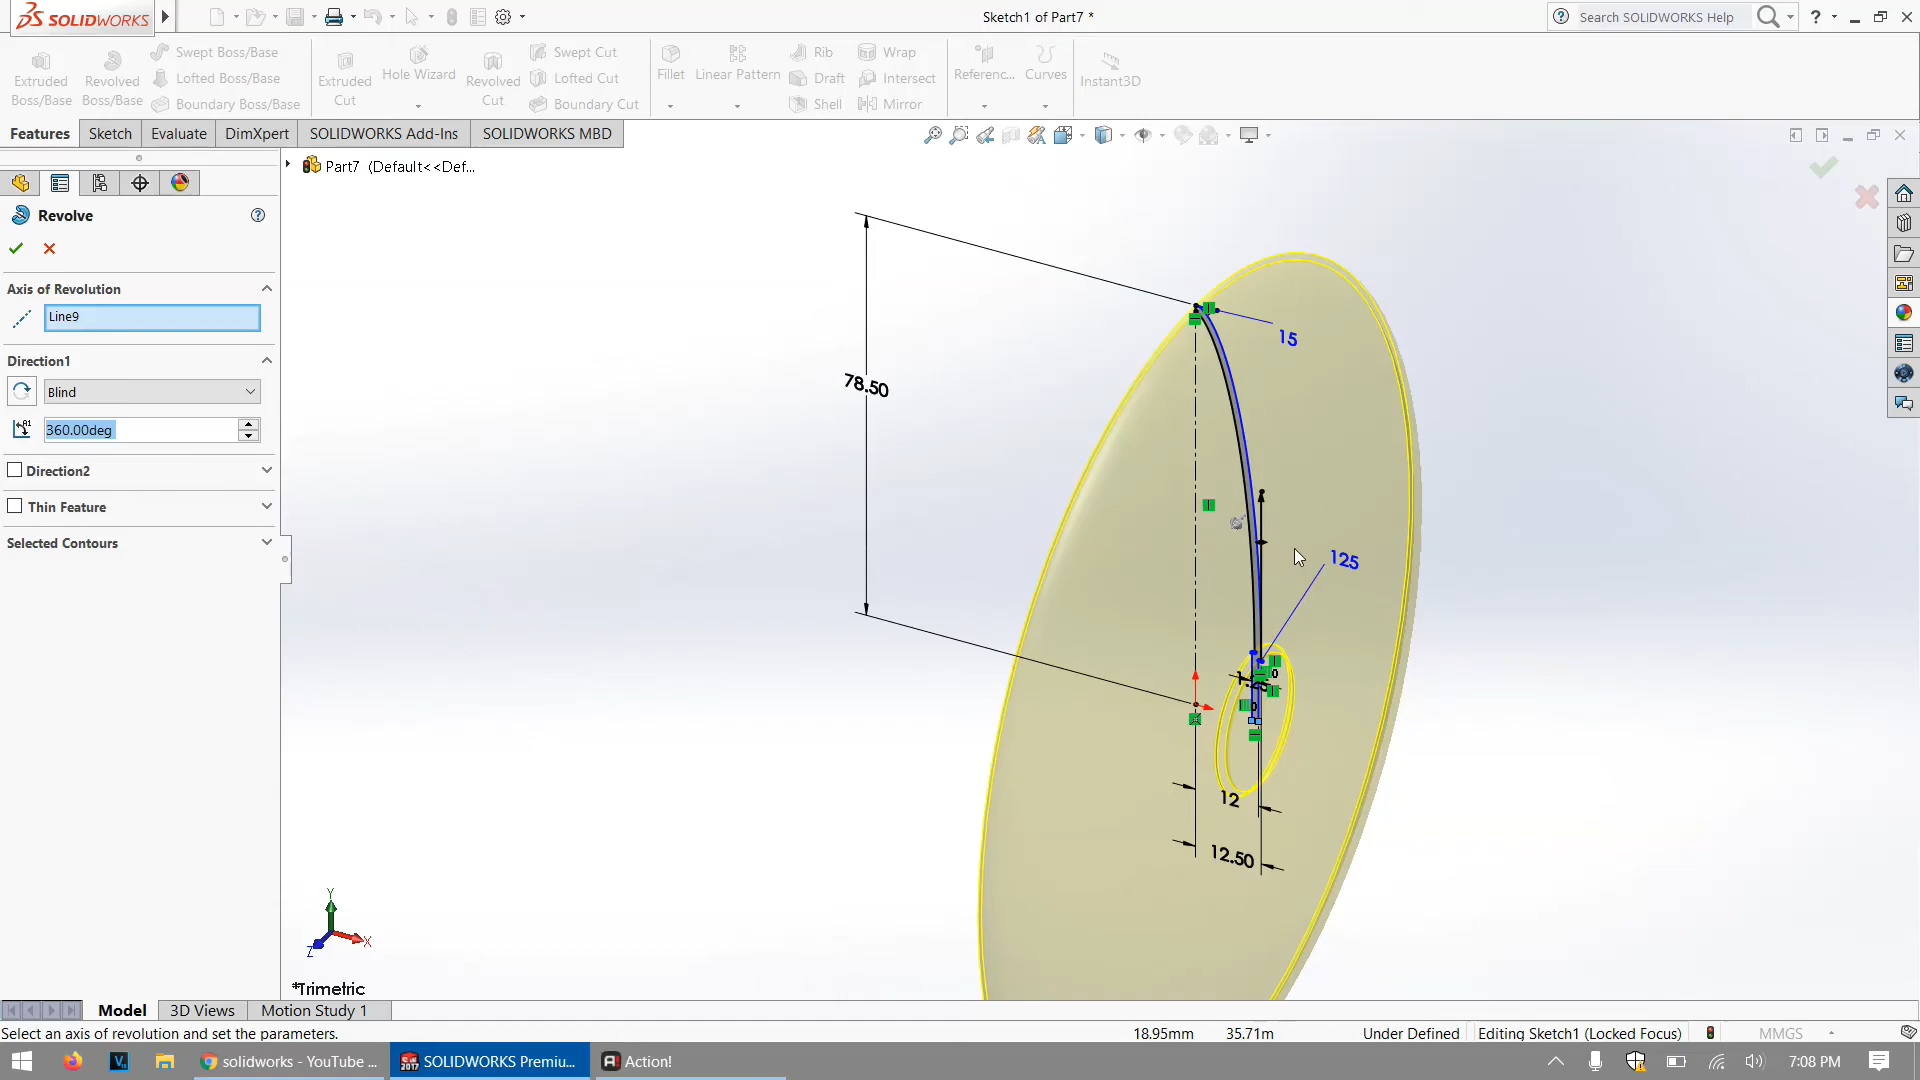 SOLIDWORKS
Sketch1 of Part7 *
Search SOLIDWORKS Help
Extruded Boss/Base
Revolved Boss/Base
Swept Boss/Base
Lofted Boss/Base
Boundary Boss/Base
Extruded Cut
Hole Wizard
Revolved Cut
Swept Cut
Lofted Cut
Boundary Cut
Fillet
Linear Pattern
Rib
Draft
Shell
Wrap
Intersect
Mirror
Referenc...
Curves
Instant3D
Features
Sketch
Evaluate
DimXpert
SOLIDWORKS Add-Ins
SOLIDWORKS MBD
Part7 (Default<<Def...
Revolve
Axis of Revolution
Line9
Direction1
Blind
360.00deg
Direction2
Thin Feature
Selected Contours
78.50
15
125
12
12.50
Y
X
Z
*Trimetric
Model
3D Views
Motion Study 1
Select an axis of revolution and set the parameters.
18.95mm
35.71m
Under Defined
Editing Sketch1 (Locked Focus)
MMGS
solidworks - YouTube ...
SOLIDWORKS Premiu...
Action!
7:08 PM